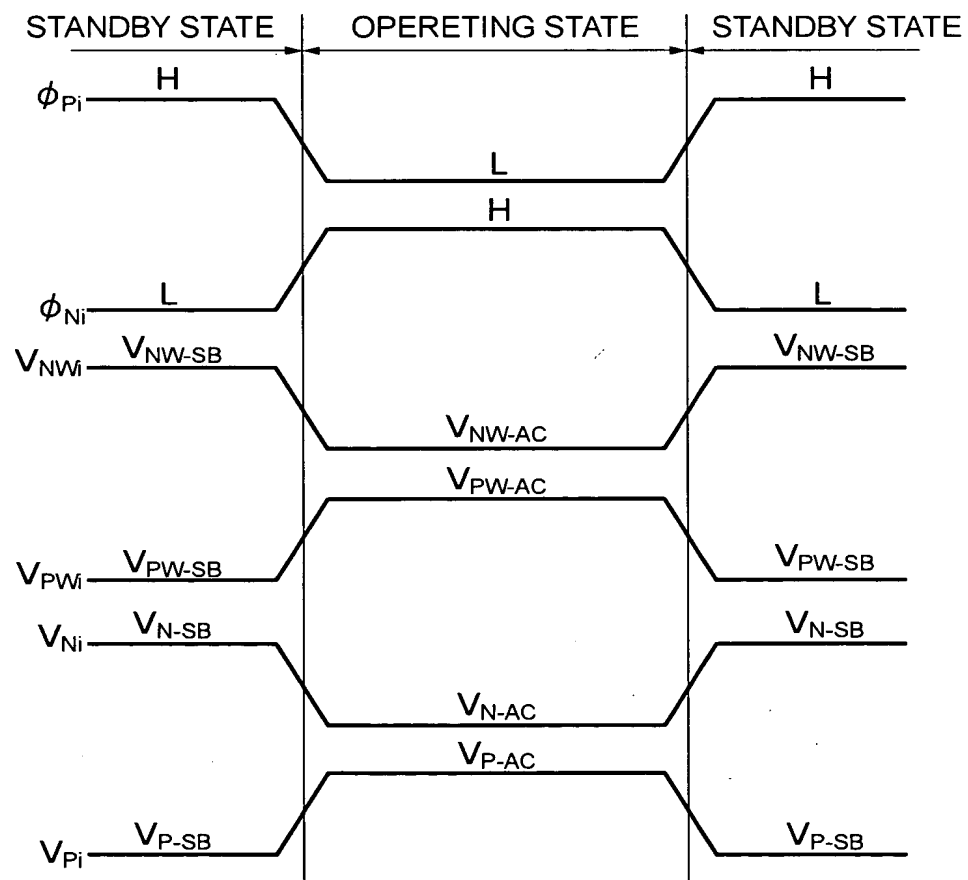 STANDBY STATE OPERETING STATE STANDBY STATE
H H
ϕPi
L
H
ϕNi L L
VNWi VNW-SB VNW-SB
VNW-AC
VPW-AC
VPWi VPW-SB VPW-SB
VNi VN-SB VN-SB
VN-AC
VP-AC
VPi VP-SB VP-SB